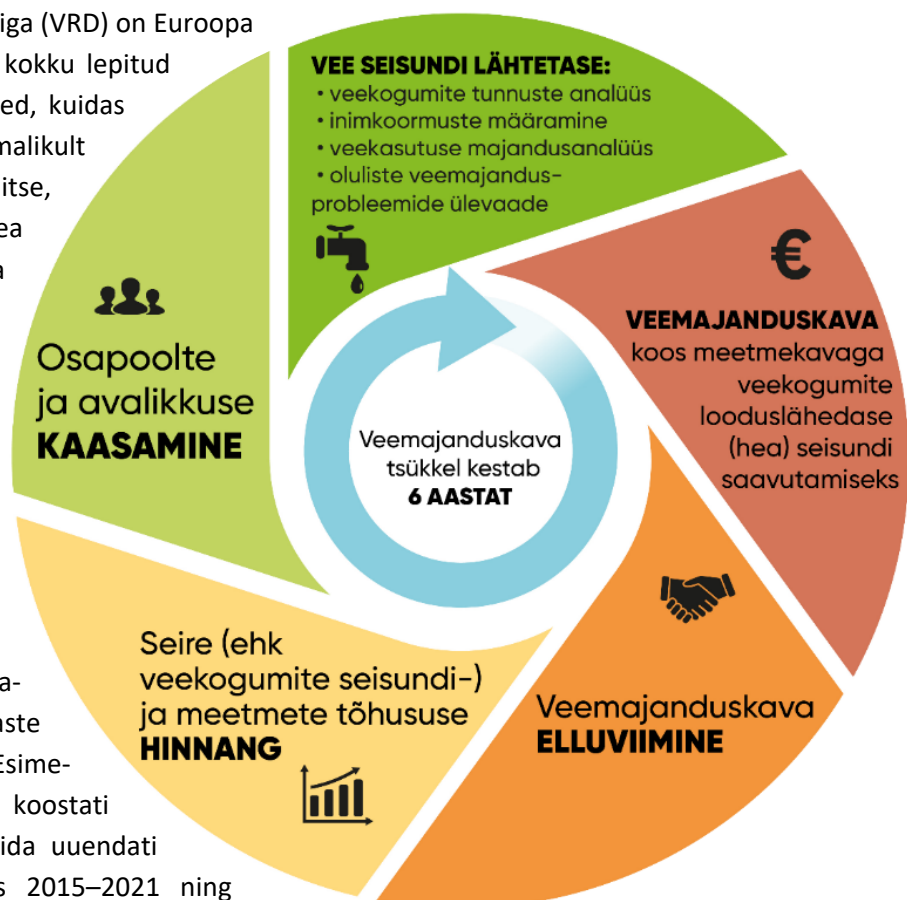 iga (VRD) on Euroopa
kokku lepitud
ed, kuidas
malikult
itse,
ea
a
VEE SEISUNDI LÄHTETASE:
• veekogumite tunnuste analüüs
• inimkoormuste määramine
• veekasutuse majandusanalüüs
• oluliste veemajandus-
probleemide ülevaade
€
VEEMAJANDUSKAVA
koos meetmekavaga
veekogumite
looduslähedase
(hea) seisundi
saavutamiseks
Veemajanduskava
ELLUVIIMINE
Seire (ehk
veekogumite seisundi-)
ja meetmete tõhususe
HINNANG
Osapoolte
ja avalikkuse
KAASAMINE
Veemajanduskava
tsükkel kestab
6 AASTAT
a-
aste
Esime-
koostati
ida uuendati
s 2015–2021 ning